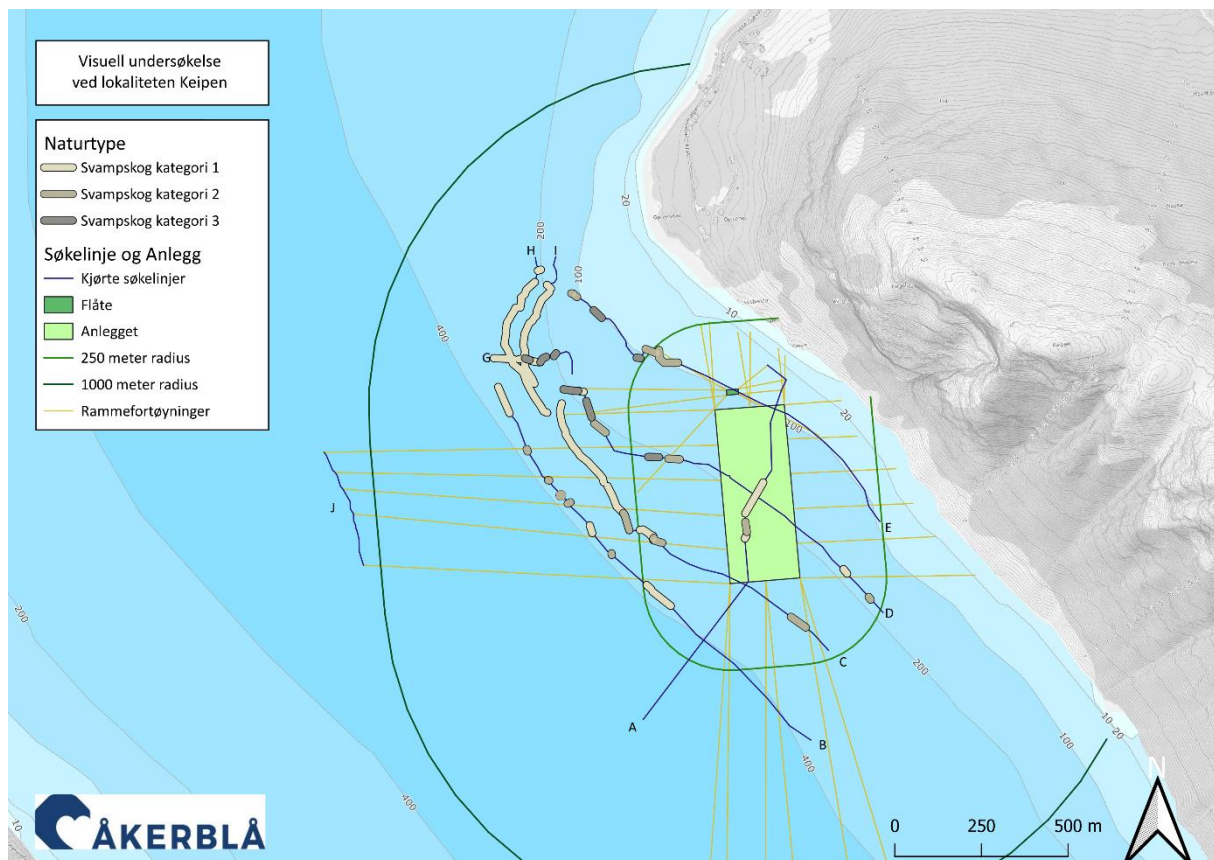 Visuell undersøkelse
ved lokaliteten Keipen
Naturtype
Svampskog kategori 1
Svampskog kategori 2
Svampskog kategori 3
Søkelinje og Anlegg
Kjørte søkelinjer
Flåte
Anlegget
250 meter radius
1000 meter radius
Rammefortøyninger
20
20
200
H
I
100
10
400
G
20
100
J
E
D
C
200
A
B
400
100
10
20
200
400
10
N
ÅKERBLÅ
0 250 500 m